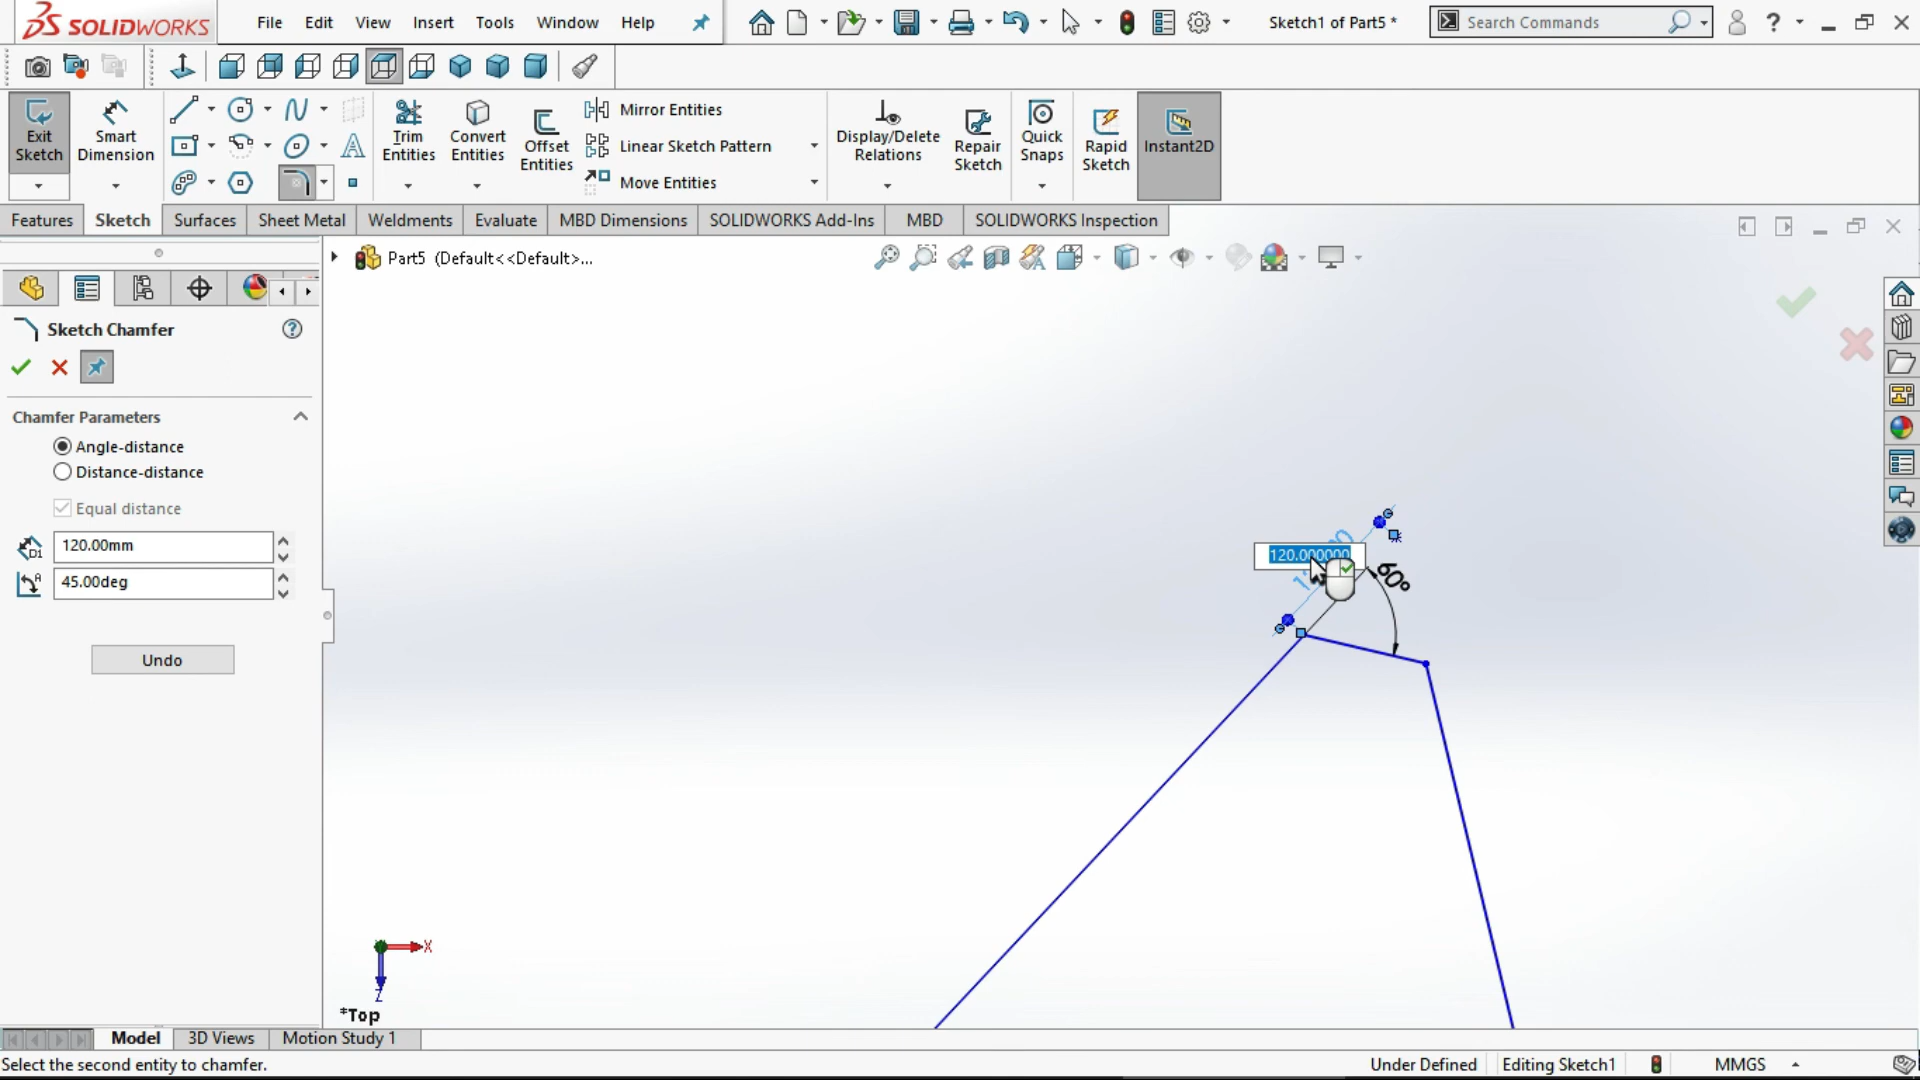 SOLIDWORKS File Edit View Insert Tools Window Help Sketch1 of Part5 * Search Commands ?
Exit Sketch
Smart Dimension
Trim Entities
Convert Entities
Offset Entities
Mirror Entities
Linear Sketch Pattern
Move Entities
Display/Delete Relations
Repair Sketch
Quick Snaps
Rapid Sketch
Instant2D
Features Sketch Surfaces Sheet Metal Weldments Evaluate MBD Dimensions SOLIDWORKS Add-Ins MBD SOLIDWORKS Inspection
Part5 (Default<<Default>...
Sketch Chamfer ?
Chamfer Parameters
Angle-distance
Distance-distance
Equal distance
D1 120.00mm
A 45.00deg
Undo
120.000000
60°
X
Z
*Top
Model 3D Views Motion Study 1
Select the second entity to chamfer. Under Defined Editing Sketch1 MMGS